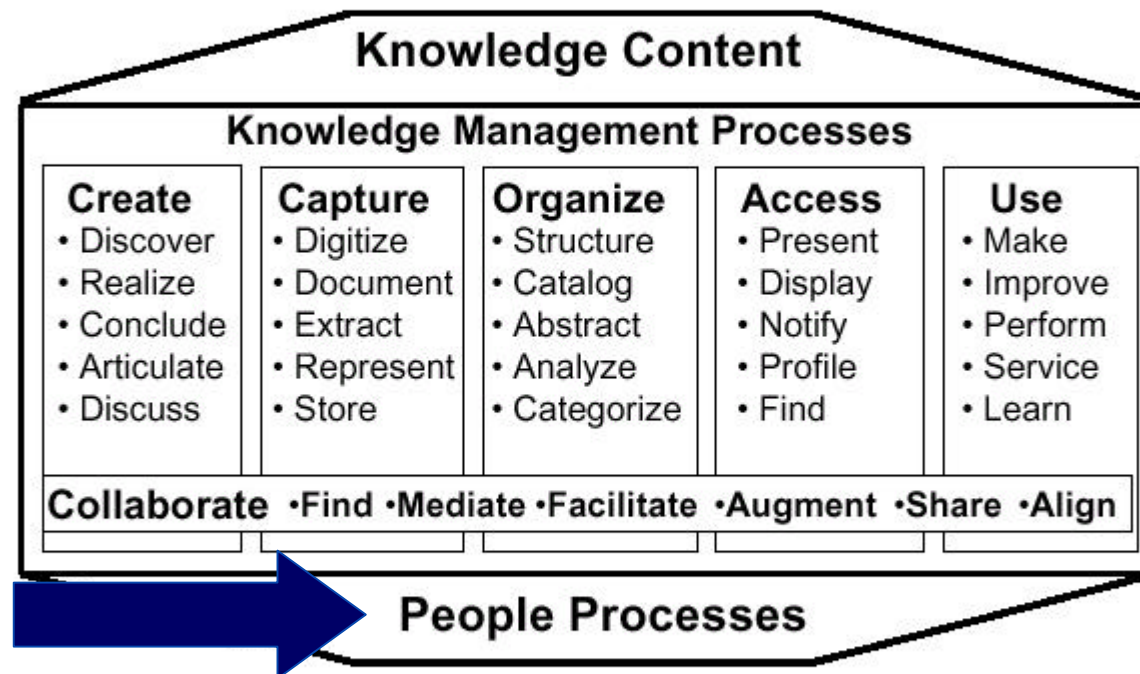 Knowledge Content
Knowledge Management Processes
Create
• Discover
• Realize
• Conclude
• Articulate
• Discuss
Capture
• Digitize
• Document
• Extract
• Represent
• Store
Organize
• Structure
• Catalog
• Abstract
• Analyze
• Categorize
Access
• Present
• Display
• Notify
• Profile
• Find
Use
• Make
• Improve
• Perform
• Service
• Learn
Collaborate •Find •Mediate •Facilitate •Augment •Share •Align
People Processes